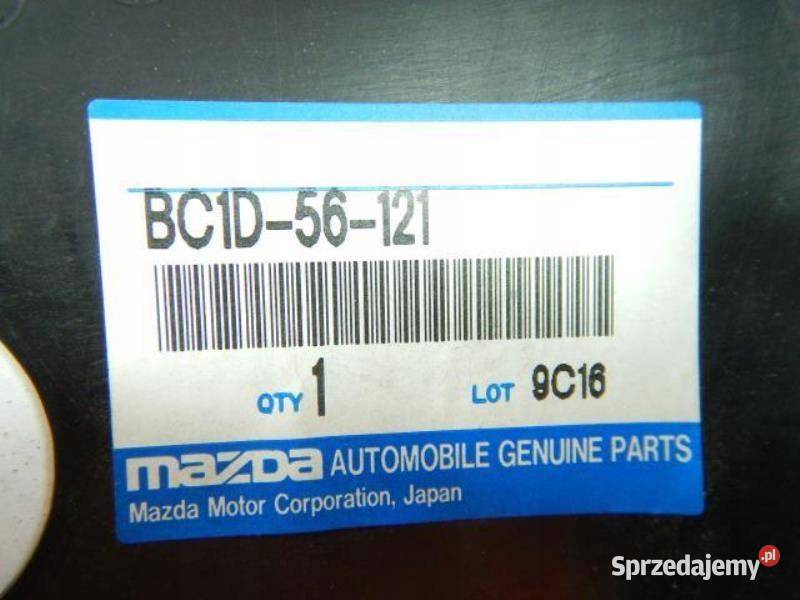 BC1D-56-121
QTY 1 LOT 9C16
mazda AUTOMOBILE GENUINE PARTS
Mazda Motor Corporation, Japan
Sprzedajemy.pl